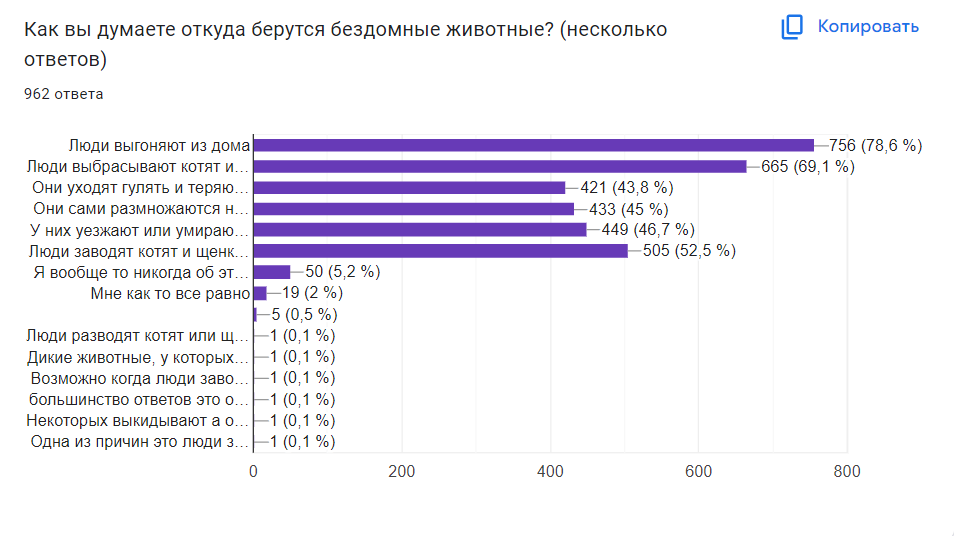 Как вы думаете откуда берутся бездомные животные? (несколько
ответов)
Копировать
962 ответа
Люди выгоняют из дома 756 (78,6 %)
Люди выбрасывают котят и… 665 (69,1 %)
Они уходят гулять и теряю… 421 (43,8 %)
Они сами размножаются н… 433 (45 %)
У них уезжают или умираю… 449 (46,7 %)
Люди заводят котят и щенк… 505 (52,5 %)
Я вообще то никогда об эт… 50 (5,2 %)
Мне как то все равно 19 (2 %)
5 (0,5 %)
Люди разводят котят или щ… 1 (0,1 %)
Дикие животные, у которых… 1 (0,1 %)
Возможно когда люди заво… 1 (0,1 %)
большинство ответов это о… 1 (0,1 %)
Некоторых выкидывают а о… 1 (0,1 %)
Одна из причин это люди з… 1 (0,1 %)
0 200 400 600 800